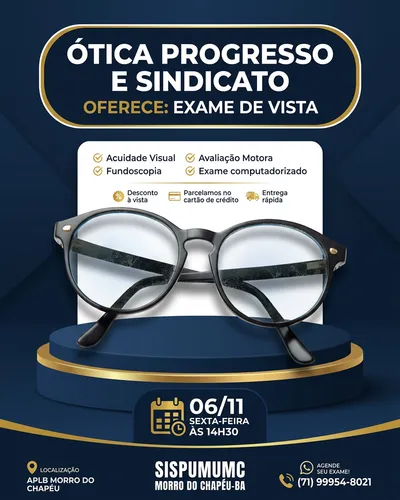 ÓTICA PROGRESSO
E SINDICATO
OFERECE: EXAME DE VISTA
Acuidade Visual
Avaliação Motora
Fundoscopia
Exame computadorizado
Desconto
à vista
Parcelamos no
cartão de crédito
Entrega
rápida
06/11
SEXTA-FEIRA
ÀS 14H30
LOCALIZAÇÃO
APLB MORRO DO
CHAPÉU
SISPUMUMC
MORRO DO CHAPÉU-BA
AGENDE
SEU EXAME!
(71) 99954-8021